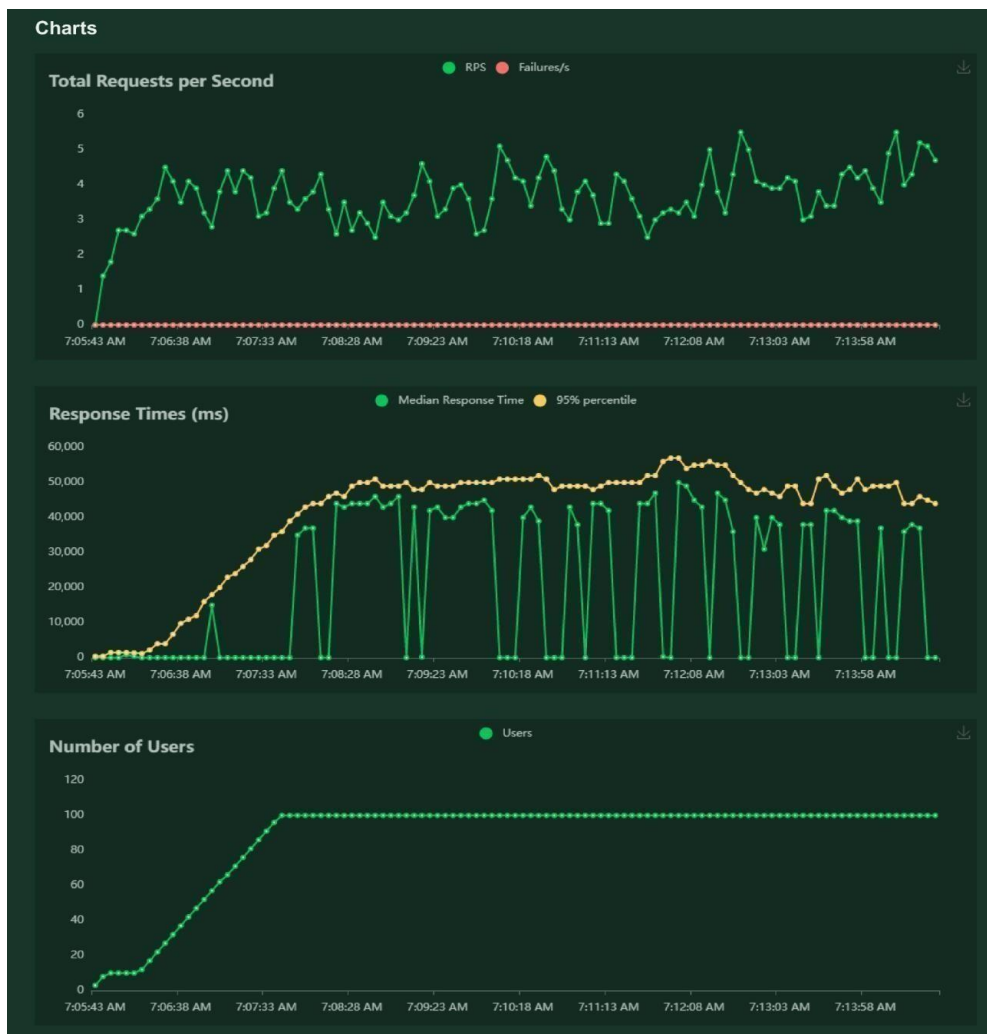 Charts
RPS Failures/s
Total Requests per Second
6
5
4
3
2
1
0
7:05:43 AM 7:06:38 AM 7:07:33 AM 7:08:28 AM 7:09:23 AM 7:10:18 AM 7:11:13 AM 7:12:08 AM 7:13:03 AM 7:13:58 AM
Median Response Time 95% percentile
Response Times (ms)
60,000
50,000
40,000
30,000
20,000
10,000
0
7:05:43 AM 7:06:38 AM 7:07:33 AM 7:08:28 AM 7:09:23 AM 7:10:18 AM 7:11:13 AM 7:12:08 AM 7:13:03 AM 7:13:58 AM
Users
Number of Users
120
100
80
60
40
20
0
7:05:43 AM 7:06:38 AM 7:07:33 AM 7:08:28 AM 7:09:23 AM 7:10:18 AM 7:11:13 AM 7:12:08 AM 7:13:03 AM 7:13:58 AM